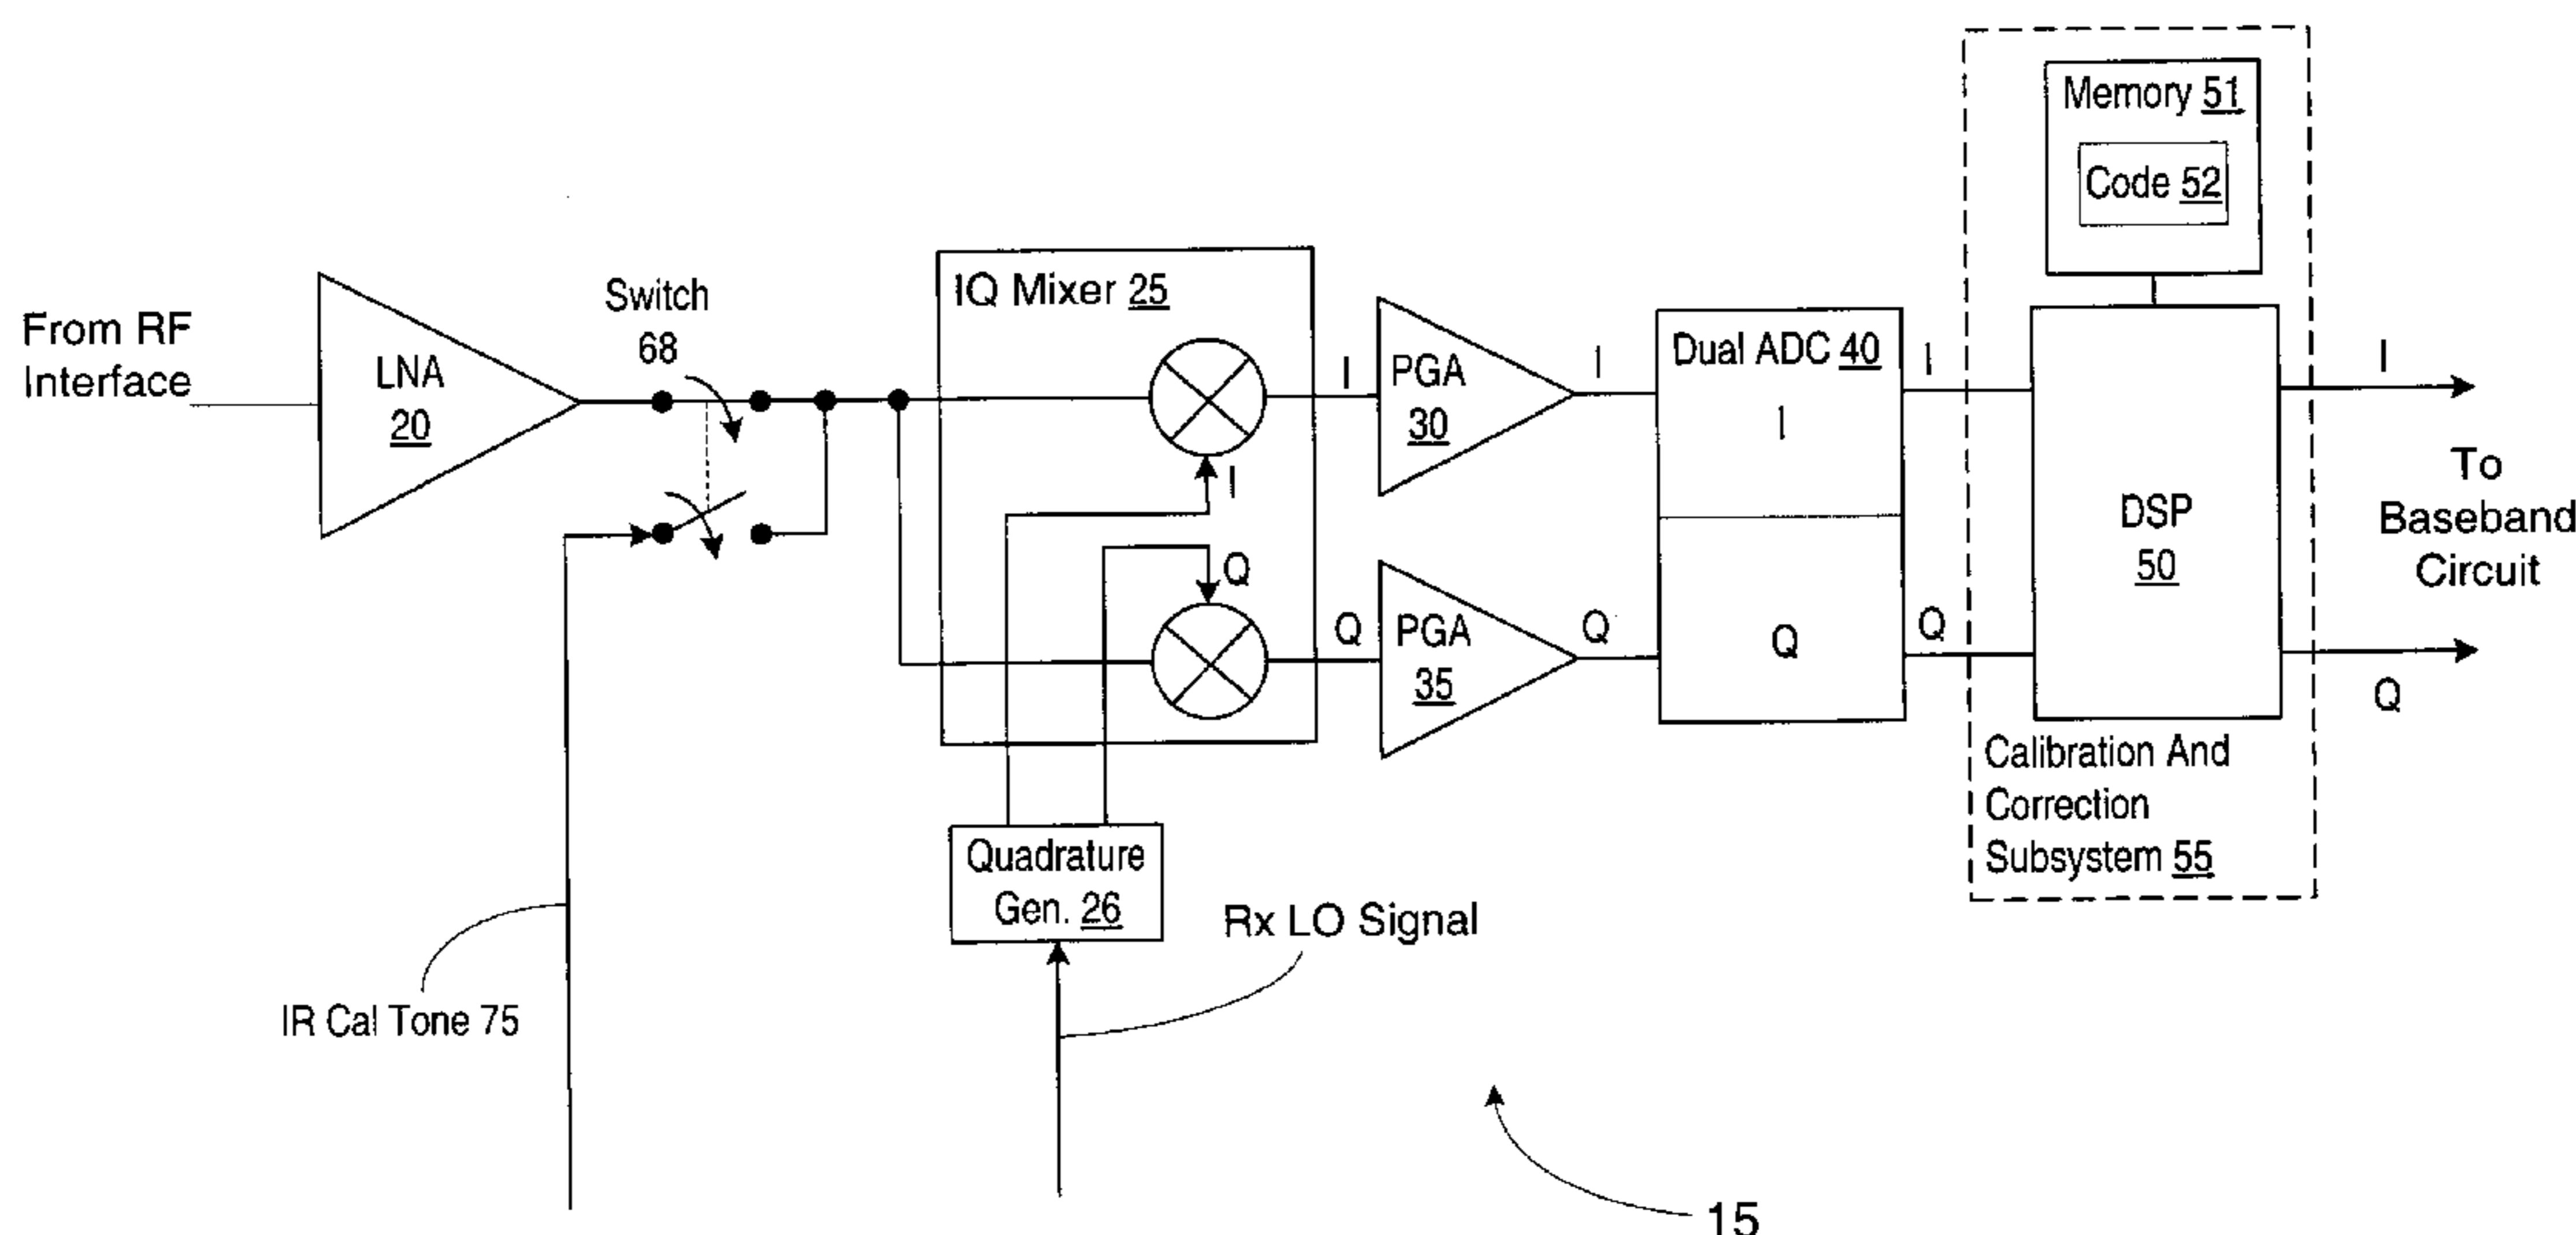 From RF
Interface
LNA
20
Switch
68
IQ Mixer 25
I
Q
I
PGA
30
I
Q
PGA
35
Q
Dual ADC 40
I
Q
I
Q
Memory 51
Code 52
DSP
50
Calibration And
Correction
Subsystem 55
I
To
Baseband
Circuit
Q
Quadrature
Gen. 26
Rx LO Signal
IR Cal Tone 75
15